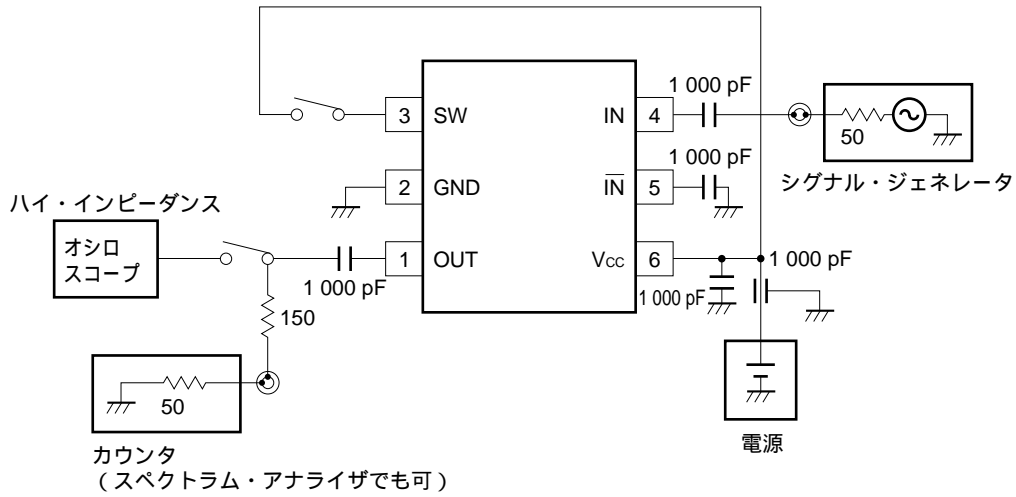 1 000 pF
3 SW
IN 4
50
1 000 pF
シグナル・ジェネレータ
2 GND
IN 5
ハイ・インピーダンス
オシロ
スコープ
1 OUT
VCC 6
1 000 pF
1 000 pF
1 000 pF
150
50
電源
カウンタ
(スペクトラム・アナライザでも可)